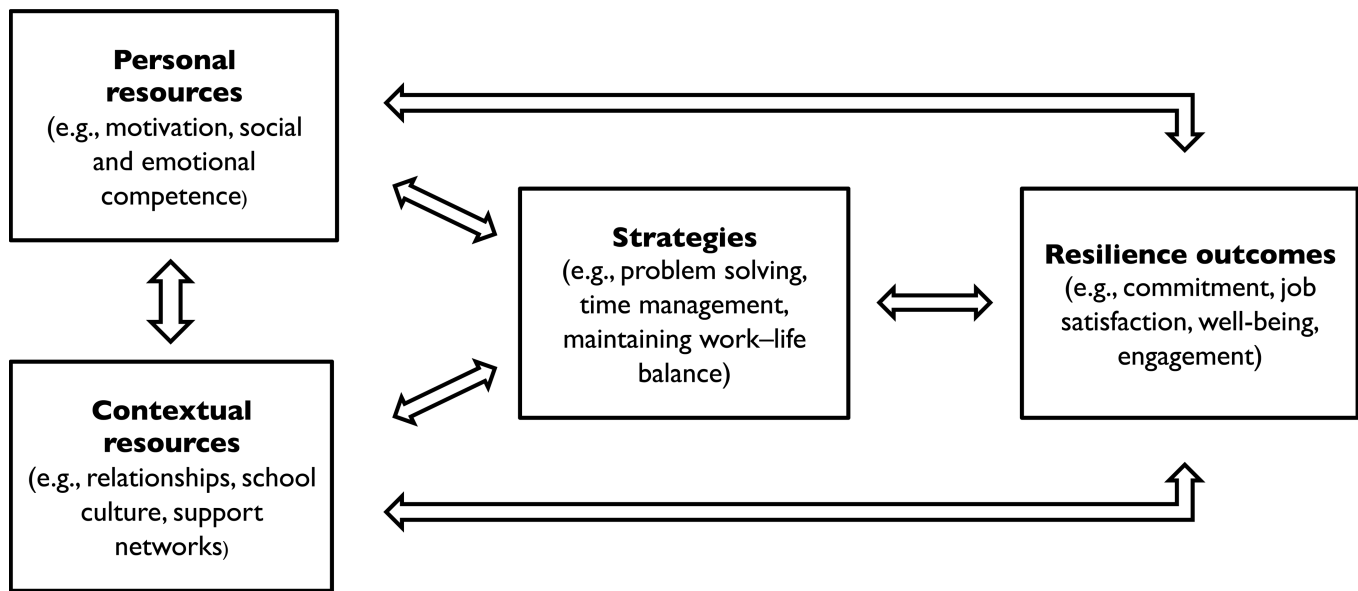 Personal
resources
(e.g., motivation, social
and emotional
competence)
Contextual
resources
(e.g., relationships, school
culture, support
networks)
Strategies
(e.g., problem solving,
time management,
maintaining work–life
balance)
Resilience outcomes
(e.g., commitment, job
satisfaction, well-being,
engagement)